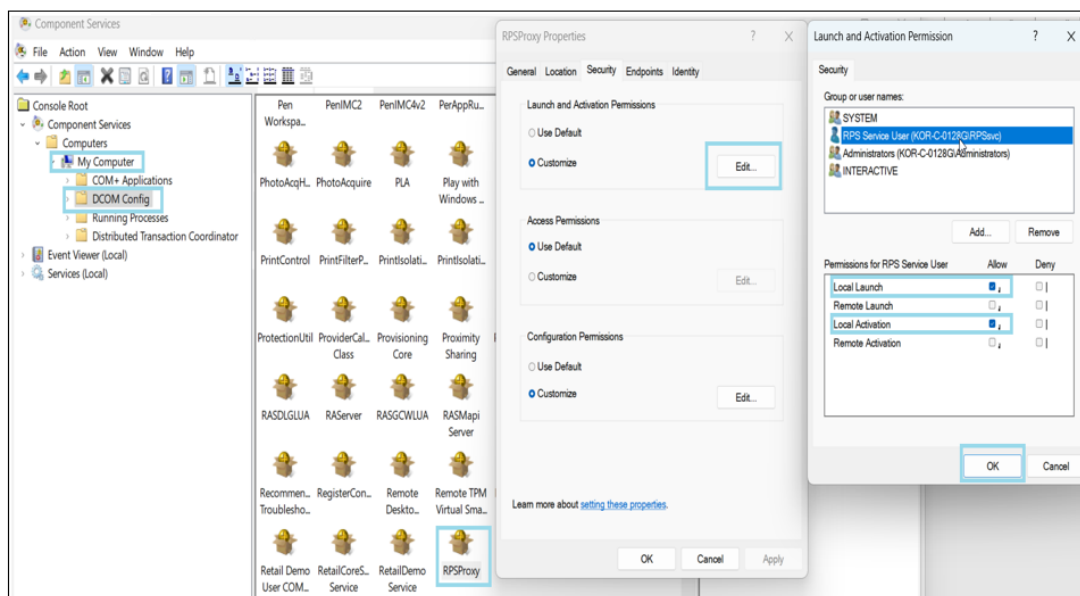 Component Services
File Action View Window Help
Console Root
Component Services
Computers
My Computer
COM+ Applications
DCOM Config
Running Processes
Distributed Transaction Coordinator
Event Viewer (Local)
Services (Local)
Pen Workspa...
PenIMC2
PenIMC4v2
PerAppRu...
PhotoAcqH...
PhotoAcquire
PLA
Play with Windows ...
PrintControl
PrintFilterP...
PrintIsolati...
PrintIsolati...
ProtectionUtil
ProviderCal... Class
Provisioning Core
Proximity Sharing
RASDLGLUA
RAServer
RASGCWLUA
RASMapi Server
Recommen... Troublesho...
RegisterCon...
Remote Deskto...
Remote TPM Virtual Sma...
Retail Demo User COM...
RetailCoreS... Service
RetailDemo Service
RPSProxy
RPSProxy Properties
? X
General Location Security Endpoints Identity
Launch and Activation Permissions
Use Default
Customize
Edit...
Access Permissions
Use Default
Customize
Edit...
Configuration Permissions
Use Default
Customize
Edit...
Learn more about setting these properties.
OK Cancel Apply
Launch and Activation Permission
? X
Security
Group or user names:
SYSTEM
RPS Service User (KOR-C-0128G\RPSsvc)
Administrators (KOR-C-0128G\Administrators)
INTERACTIVE
Add... Remove
Permissions for RPS Service User Allow Deny
Local Launch
Remote Launch
Local Activation
Remote Activation
OK Cancel